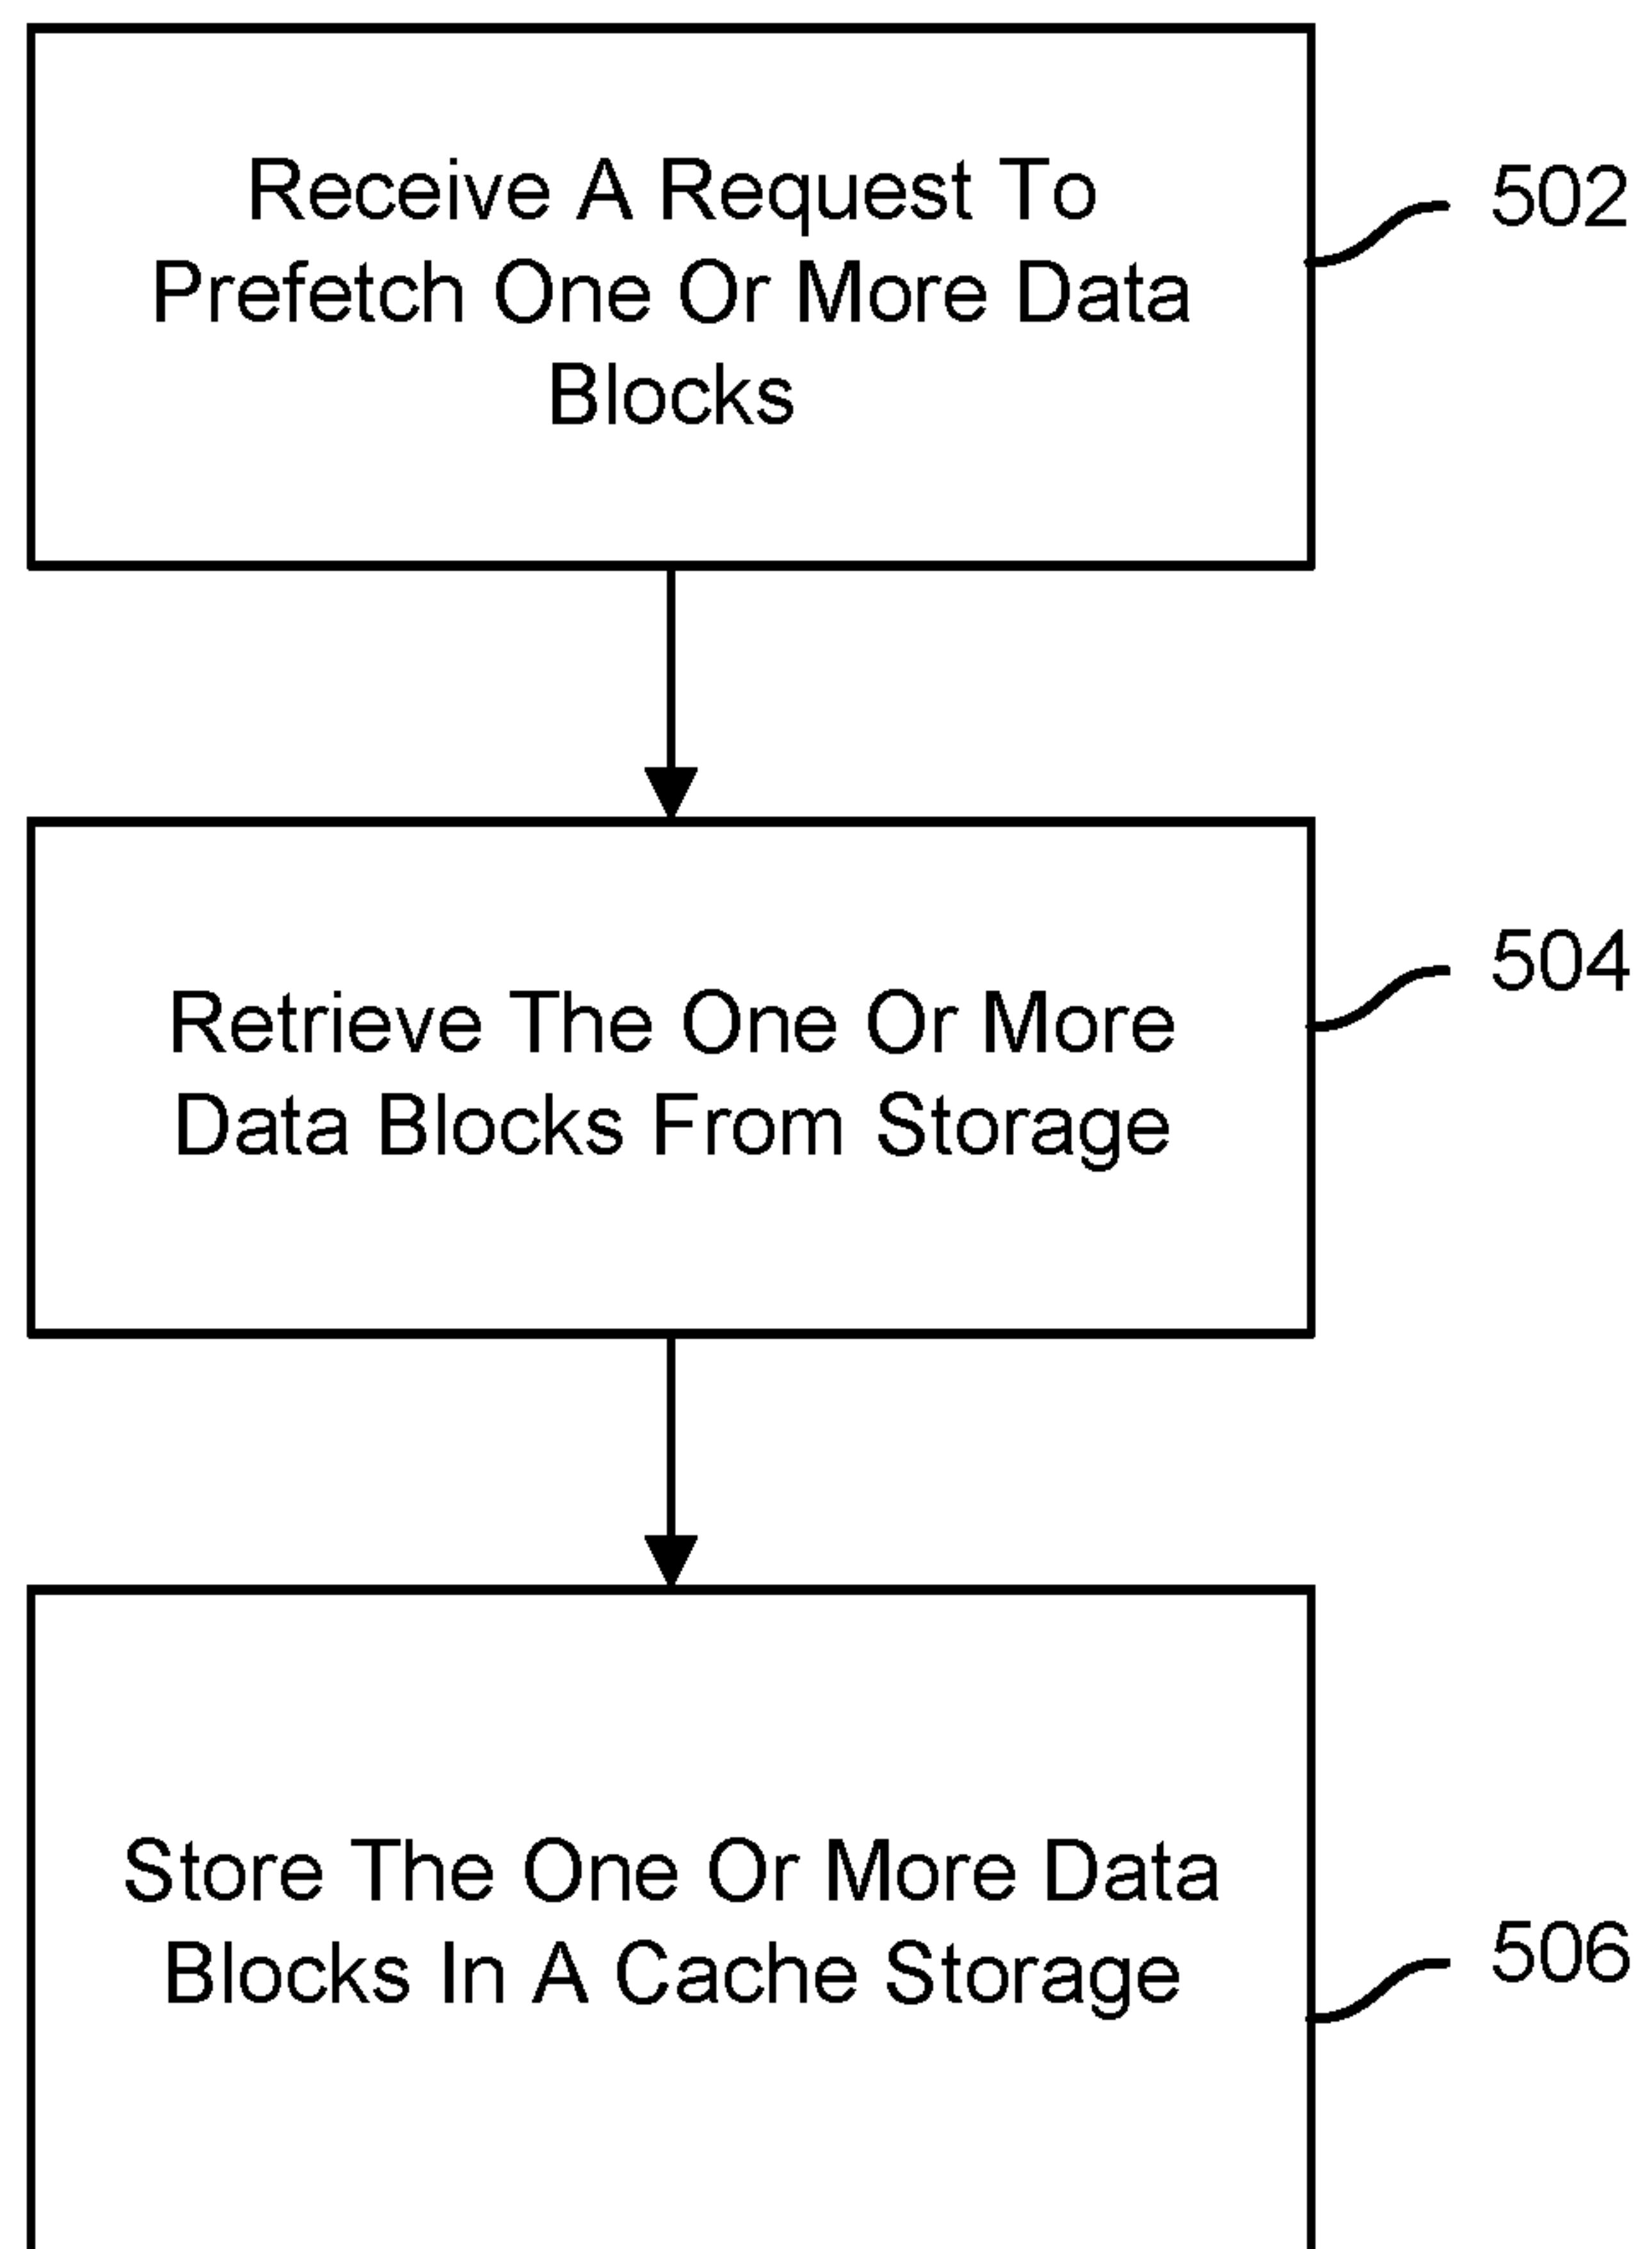 Receive A Request To
Prefetch One Or More Data
Blocks
502
Retrieve The One Or More
Data Blocks From Storage
504
Store The One Or More Data
Blocks In A Cache Storage
506